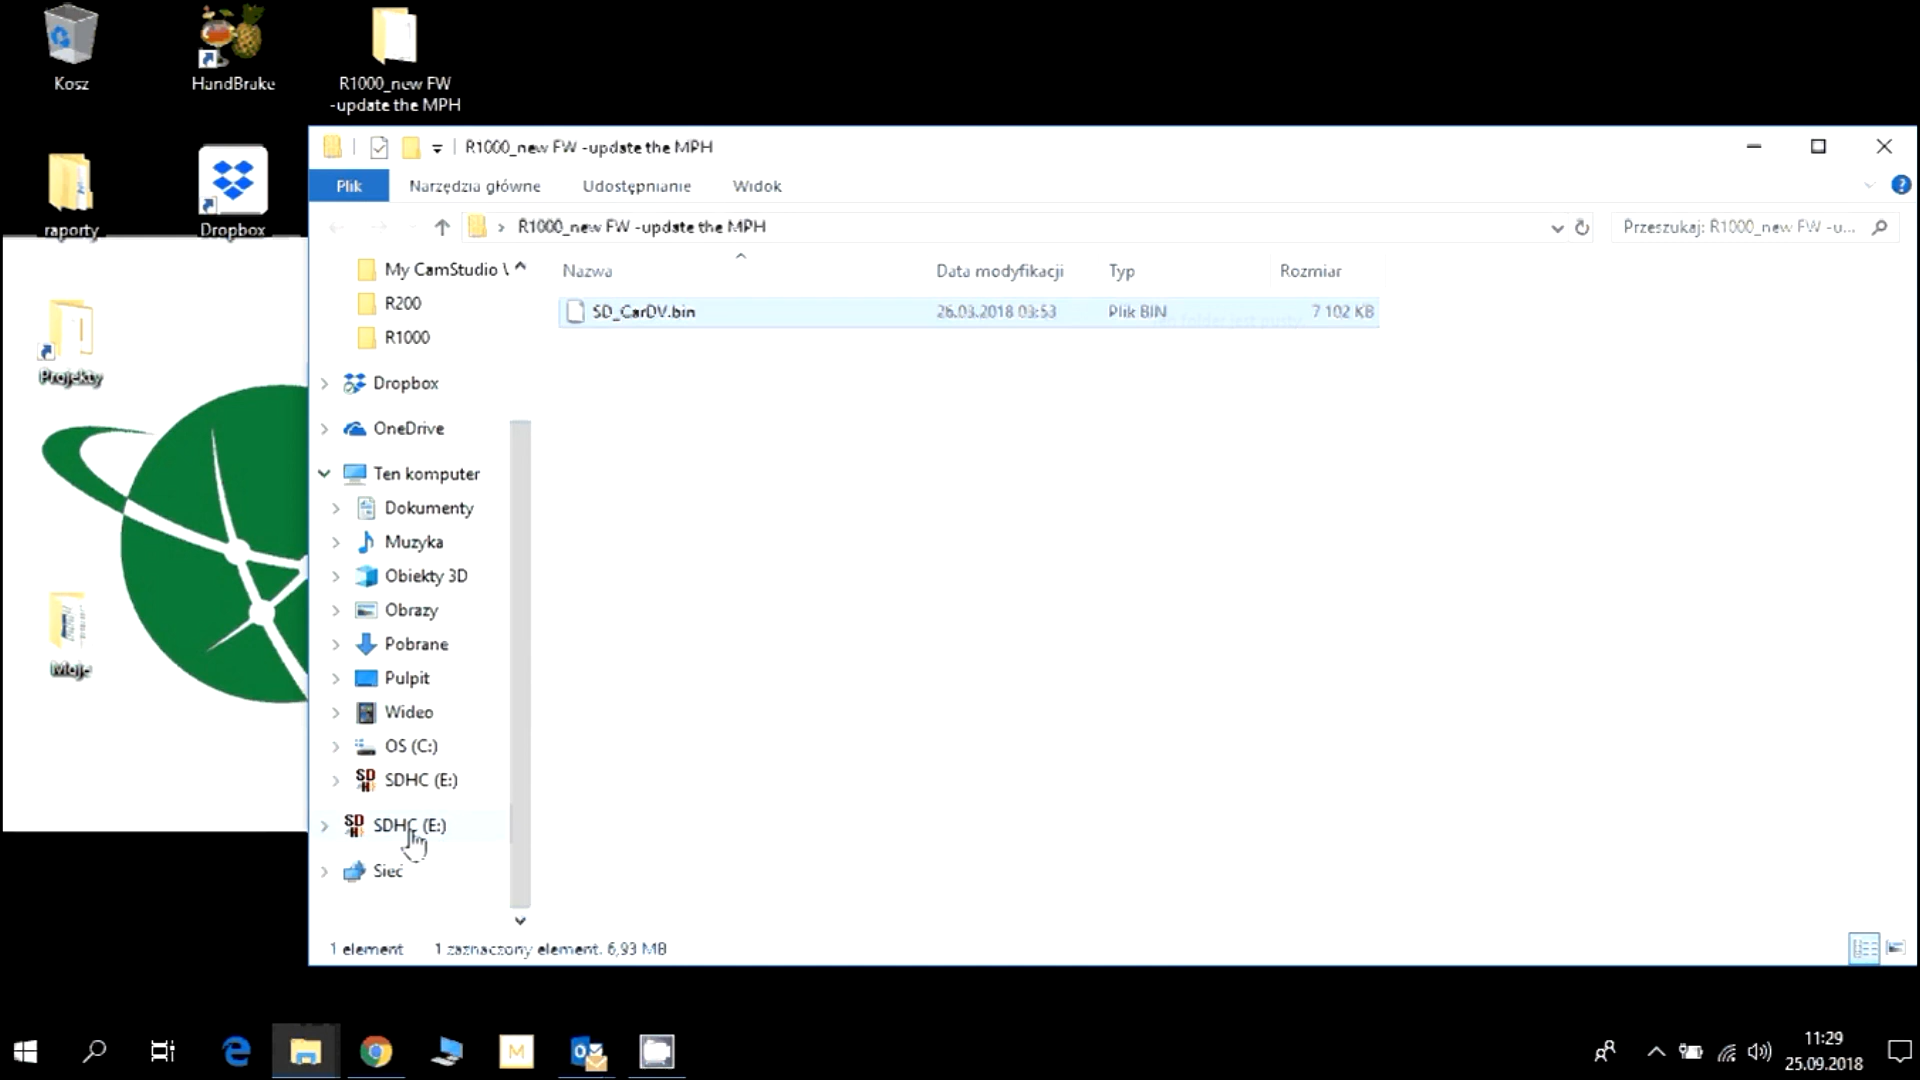 Kosz
HandBrake
R1000_new FW
-update the MPH
raporty
Dropbox
Projekty
Moje
R1000_new FW -update the MPH
Plik
Narzędzia główne
Udostępnianie
Widok
R1000_new FW -update the MPH
Przeszukaj: R1000_new FW -u...
My CamStudio \
R200
R1000
Dropbox
OneDrive
Ten komputer
Dokumenty
Muzyka
Obiekty 3D
Obrazy
Pobrane
Pulpit
Wideo
OS (C:)
SDHC (E:)
SDHC (E:)
Sieć
Nazwa
Data modyfikacji
Typ
Rozmiar
SD_CarDV.bin
26.03.2018 03:53
Plik BIN
7 102 KB
1 element
1 zaznaczony element. 6,93 MB
11:29
25.09.2018